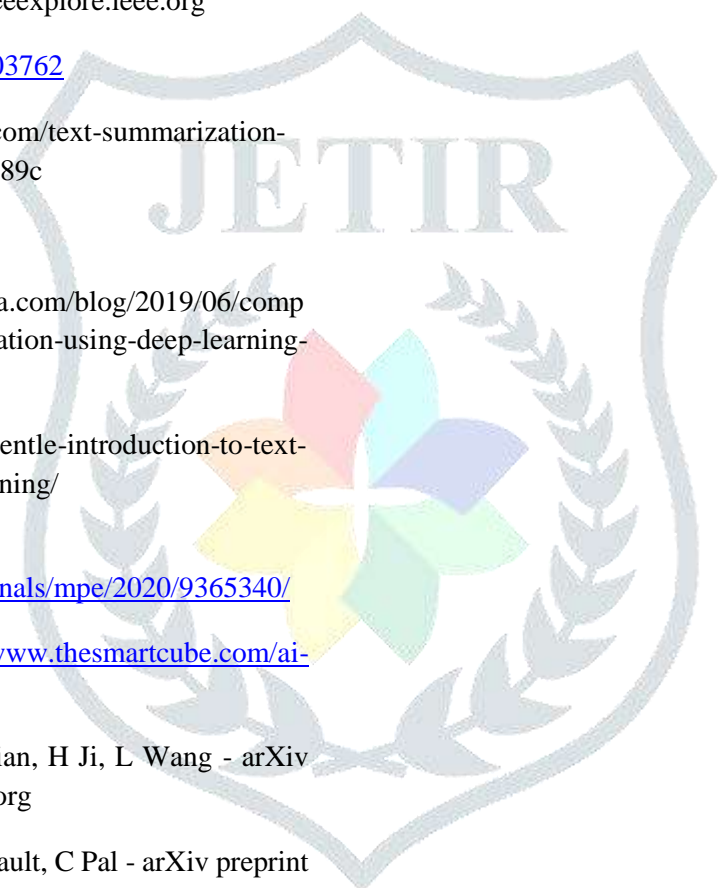 eexplore.ieee.org
03762
com/text-summarization-
89c
JETIR
a.com/blog/2019/06/comp
ation-using-deep-learning-
entle-introduction-to-text-
ning/
nals/mpe/2020/9365340/
www.thesmartcube.com/ai-
ian, H Ji, L Wang - arXiv
org
ault, C Pal - arXiv preprint